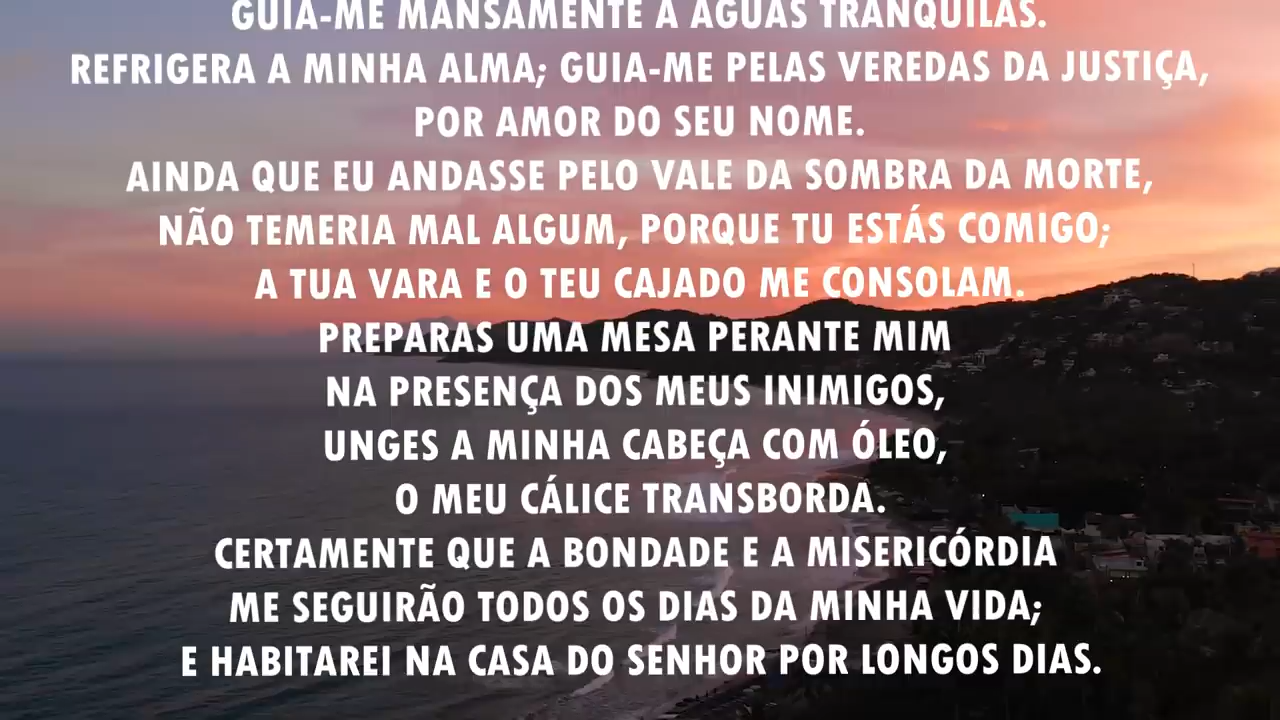 GUIA-ME MANSAMENTE A ÁGUAS TRANQUILAS.
REFRIGERA A MINHA ALMA; GUIA-ME PELAS VEREDAS DA JUSTIÇA,
POR AMOR DO SEU NOME.
AINDA QUE EU ANDASSE PELO VALE DA SOMBRA DA MORTE,
NÃO TEMERIA MAL ALGUM, PORQUE TU ESTÁS COMIGO;
A TUA VARA E O TEU CAJADO ME CONSOLAM.
PREPARAS UMA MESA PERANTE MIM
NA PRESENÇA DOS MEUS INIMIGOS,
UNGES A MINHA CABEÇA COM ÓLEO,
O MEU CÁLICE TRANSBORDA.
CERTAMENTE QUE A BONDADE E A MISERICÓRDIA
ME SEGUIRÃO TODOS OS DIAS DA MINHA VIDA;
E HABITAREI NA CASA DO SENHOR POR LONGOS DIAS.